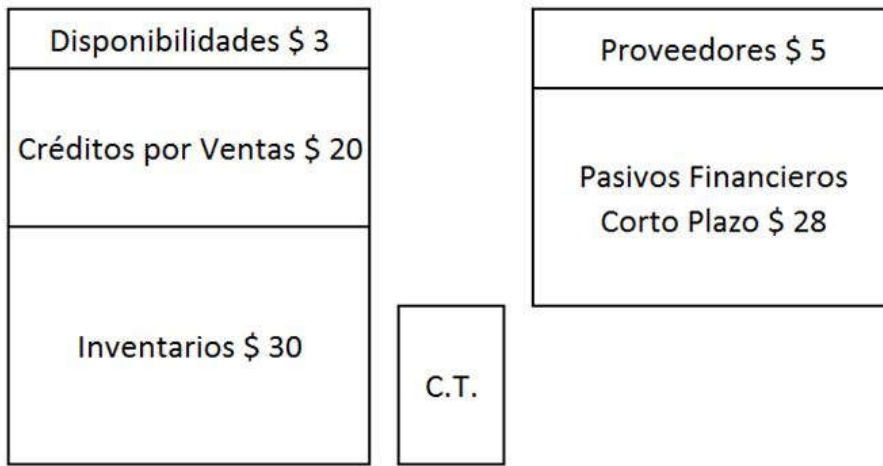 Disponibilidades $ 3
Créditos por Ventas $ 20
Inventarios $ 30
C.T.
Proveedores $ 5
Pasivos Financieros
Corto Plazo $ 28